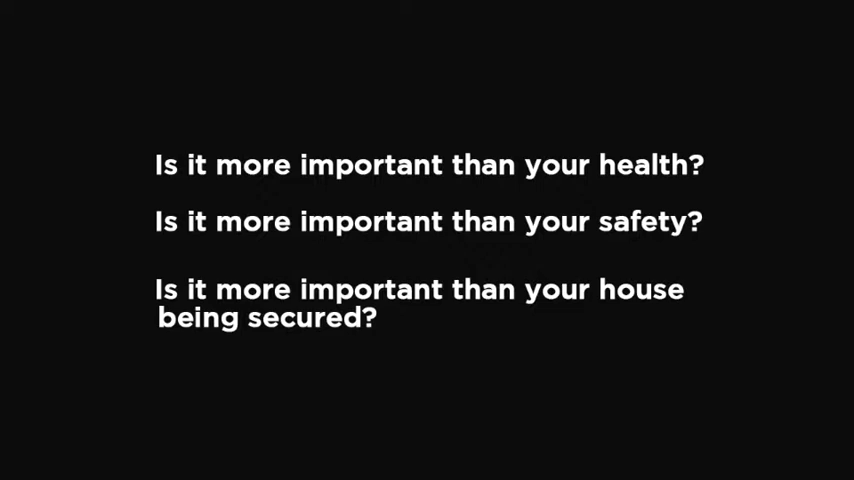 Is it more important than your health?
Is it more important than your safety?
Is it more important than your house
being secured?